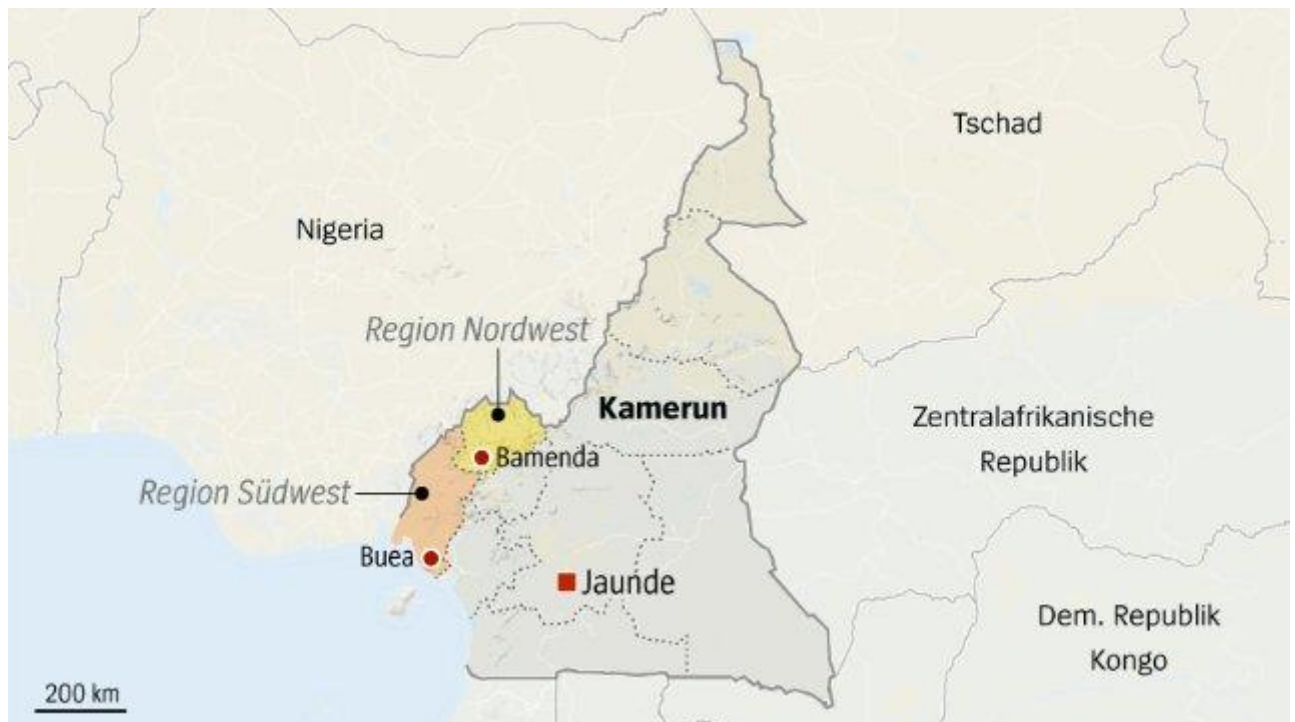 Tschad
Nigeria
Region Nordwest
Kamerun
Zentralafrikanische
Republik
Bamenda
Region Südwest
Buea
Jaunde
Dem. Republik
Kongo
200 km